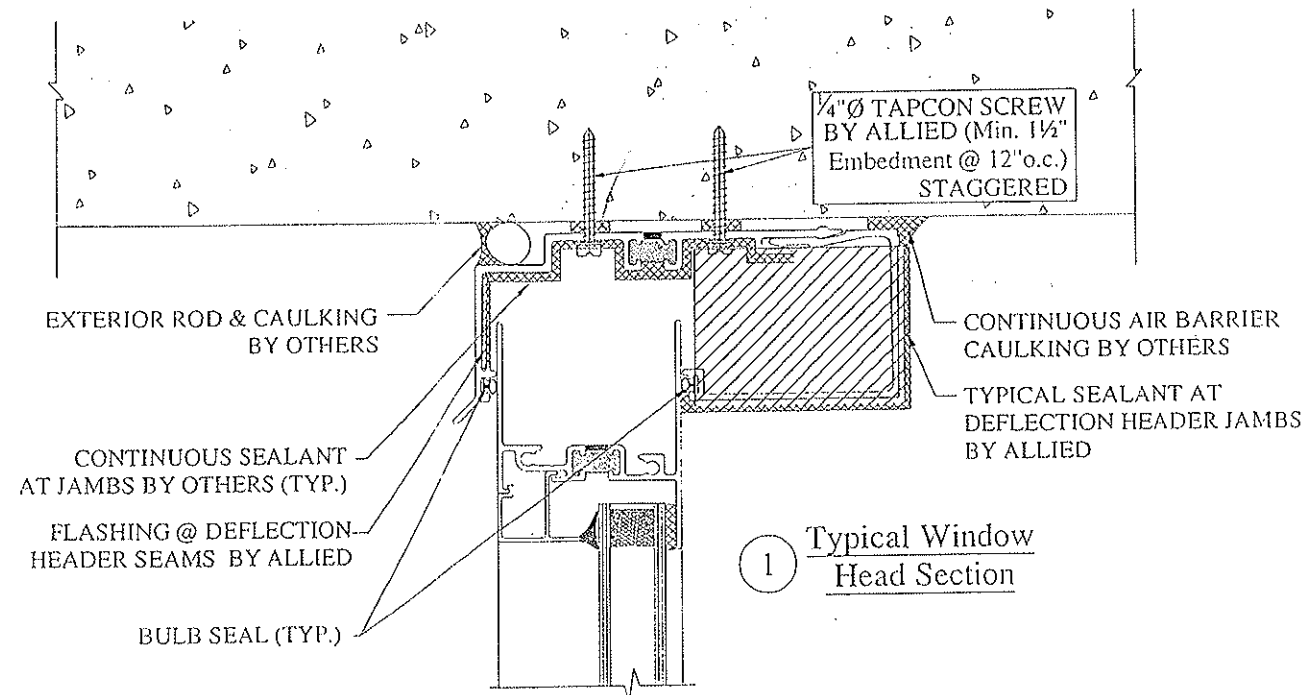 1/4"Ø TAPCON SCREW
BY ALLIED (Min. 1½"
Embedment @ 12"o.c.)
STAGGERED
EXTERIOR ROD & CAULKING
BY OTHERS
CONTINUOUS SEALANT
AT JAMBS BY OTHERS (TYP.)
FLASHING @ DEFLECTION
HEADER SEAMS BY ALLIED
BULB SEAL (TYP.)
CONTINUOUS AIR BARRIER
CAULKING BY OTHERS
TYPICAL SEALANT AT
DEFLECTION HEADER JAMBS
BY ALLIED
1 Typical Window
Head Section